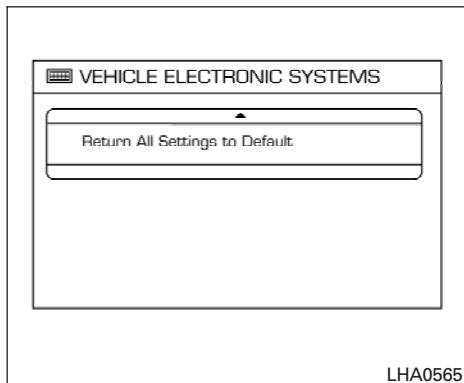 VEHICLE ELECTRONIC SYSTEMS
Return All Settings to Default
LHA0565